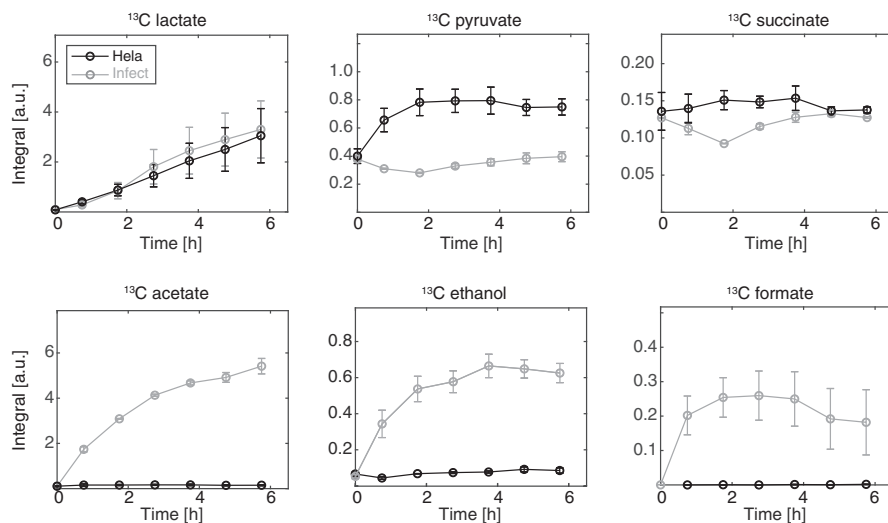 ¹³C lactate
¹³C pyruvate
¹³C succinate
Integral [a.u.]
6
4
2
Hela
Infect
0 2 4 6
Time [h]
1.0
0.8
0.6
0.4
0.2
0 2 4 6
Time [h]
0.20
0.15
0.10
0.05
0 2 4 6
Time [h]
¹³C acetate
¹³C ethanol
¹³C formate
Integral [a.u.]
6
4
2
0 2 4 6
Time [h]
0.8
0.6
0.4
0.2
0 2 4 6
Time [h]
0.4
0.3
0.2
0.1
0 2 4 6
Time [h]